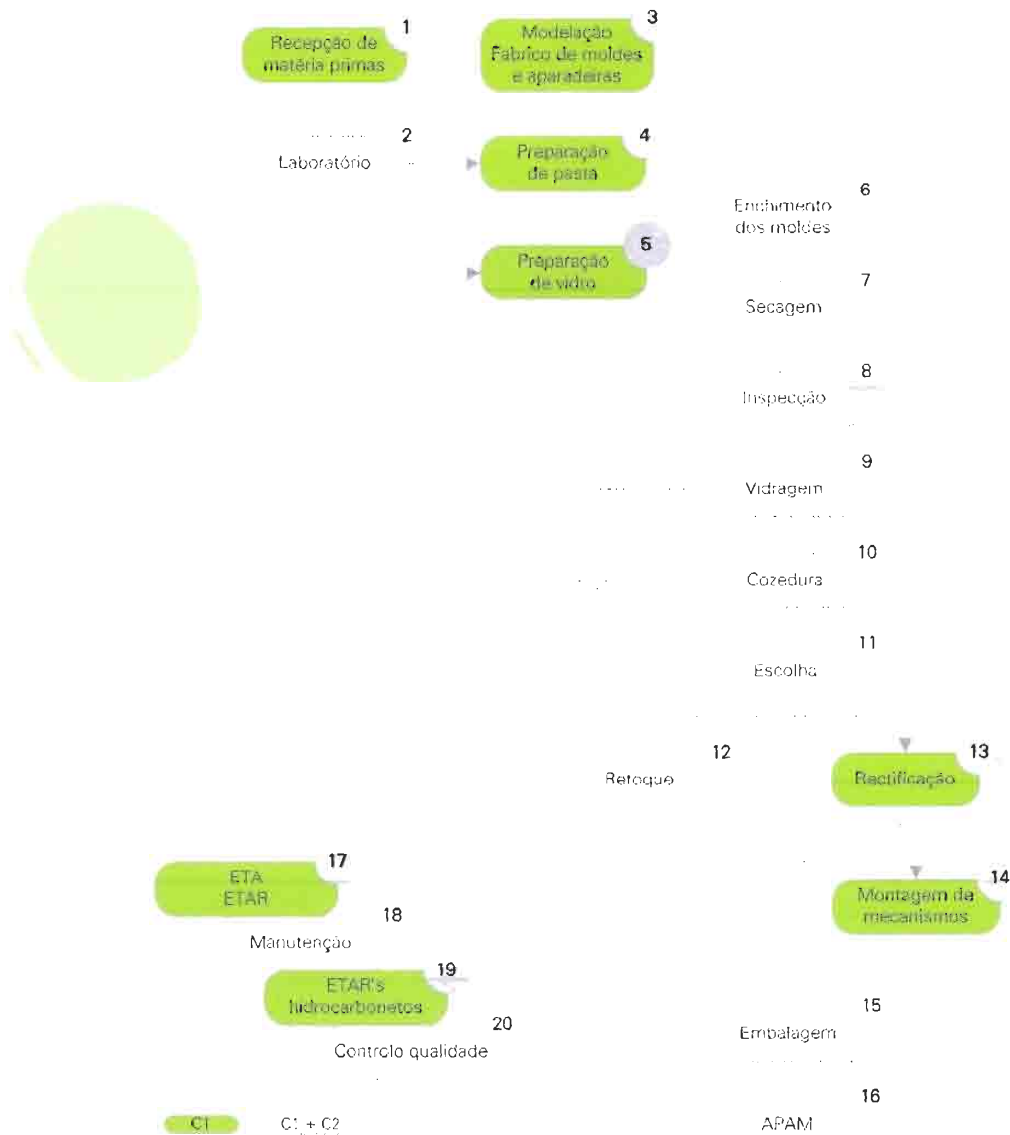 1
Recepção de
matéria primas
3
Modelação
Fabrico de moldes
e aparadeiras
2
Laboratório
4
Preparação
de pasta
5
Preparação
de vidro
6
Enchimento
dos moldes
7
Secagem
8
Inspecção
9
Vidragem
10
Cozedura
11
Escolha
12
Retoque
13
Rectificação
14
Montagem de
mecanismos
15
Embalagem
16
APAM
17
ETA
ETAR
18
Manutenção
19
ETAR's
hidrocarbonetos
20
Controlo qualidade
C1
C1 + C2